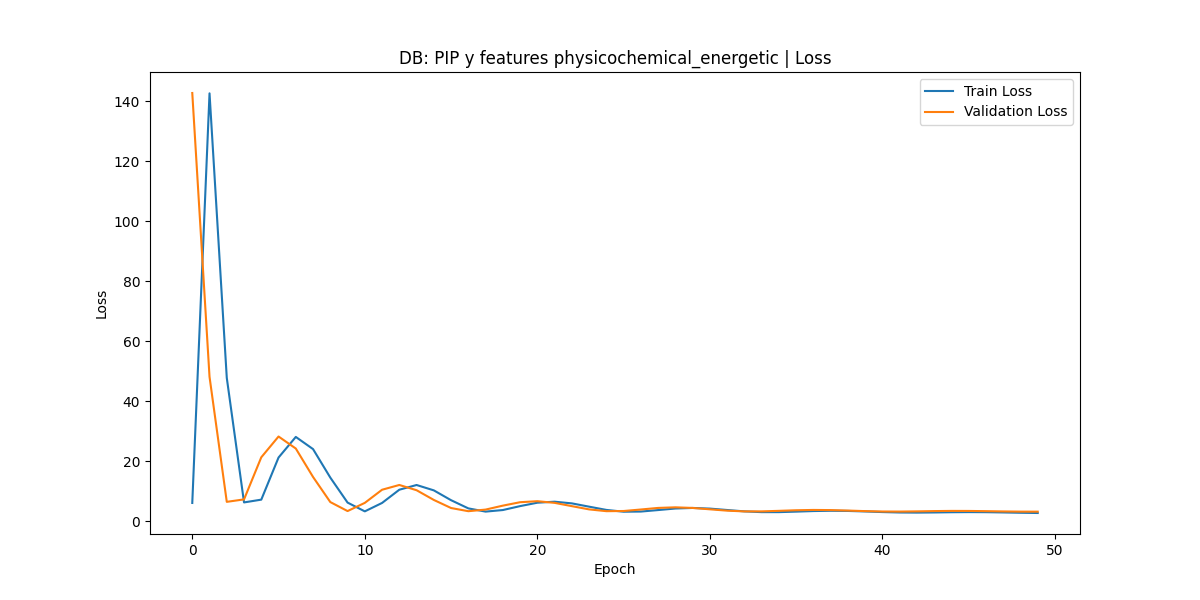 DB: PIP y features physicochemical_energetic | Loss
Train Loss
Validation Loss
140
120
100
80
60
40
20
0
Loss
0 10 20 30 40 50
Epoch